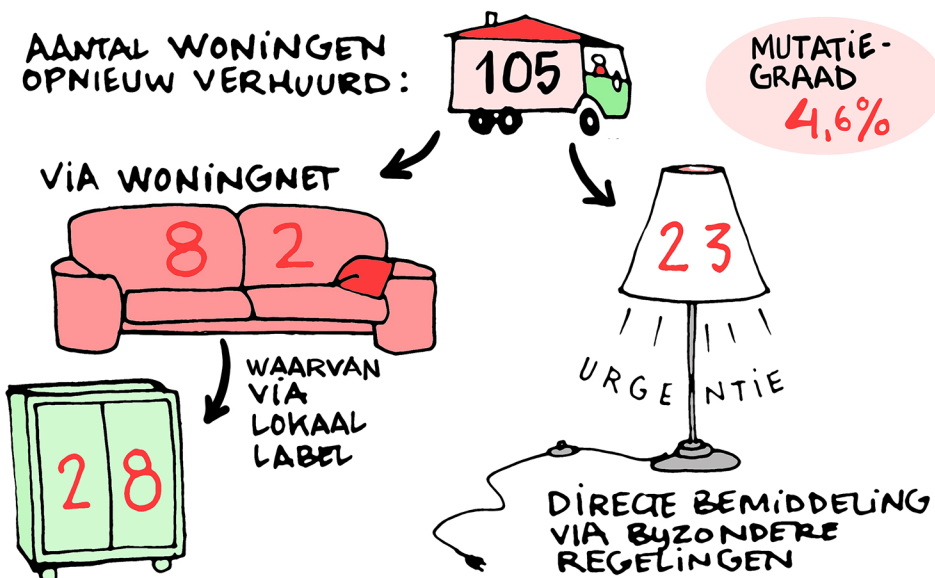 AANTAL WONINGEN
OPNIEUW VERHUURD:
105
MUTATIE-
GRAAD
4,6%
VIA WONINGNET
82
23
URGENTIE
WAARVAN
VIA
LOKAAL
LABEL
28
DIRECTE BEMIDDELING
VIA BYZONDERE
REGELINGEN